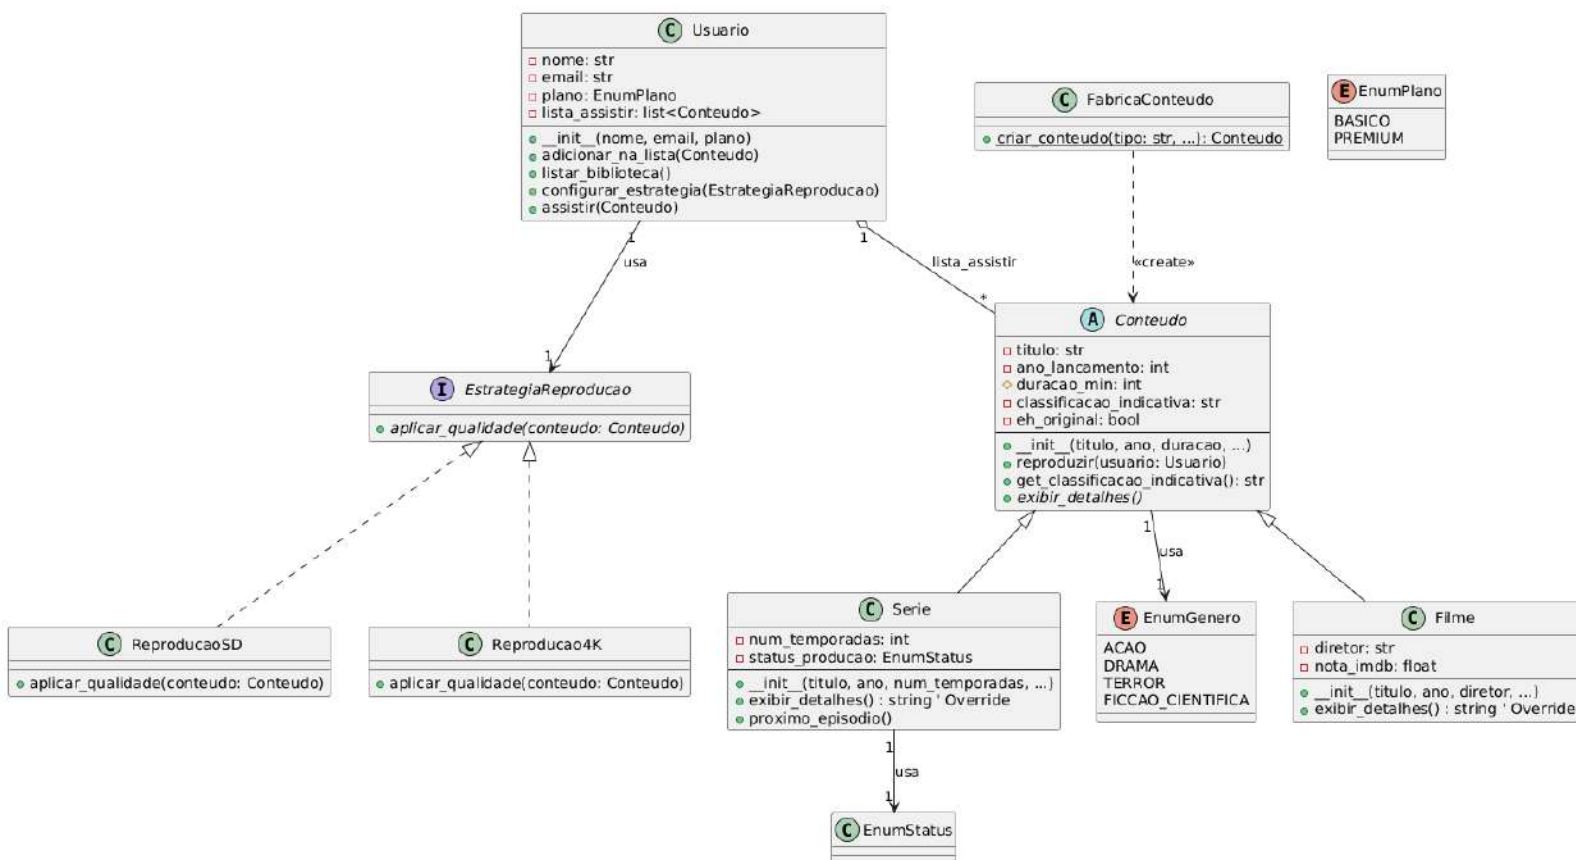 C Usuario
nome: str
email: str
plano: EnumPlano
lista_assistir: list<Conteudo>
__init__(nome, email, plano)
adicionar_na_lista(Conteudo)
listar_biblioteca()
configurar_estrategia(EstrategiaReproducao)
assistir(Conteudo)
C FabricaConteudo
criar_conteudo(tipo: str, ...): Conteudo
E EnumPlano
BASICO
PREMIUM
1
usa
1
1
lista_assistir
*
«create»
I EstrategiaReproducao
aplicar_qualidade(conteudo: Conteudo)
A Conteudo
titulo: str
ano_lancamento: int
duracao_min: int
classificacao_indicativa: str
eh_original: bool
__init__(titulo, ano, duracao, ...)
reproduzir(usuario: Usuario)
get_classificacao_indicativa(): str
exibir_detalhes()
C ReproducaoSD
aplicar_qualidade(conteudo: Conteudo)
C Reproducao4K
aplicar_qualidade(conteudo: Conteudo)
1
usa
1
C Serie
num_temporadas: int
status_producao: EnumStatus
__init__(titulo, ano, num_temporadas, ...)
exibir_detalhes() : string ' Override
proximo_episodio()
E EnumGenero
ACAO
DRAMA
TERROR
FICCAO_CIENTIFICA
C Filme
diretor: str
nota_imdb: float
__init__(titulo, ano, diretor, ...)
exibir_detalhes() : string ' Override
1
usa
1
C EnumStatus